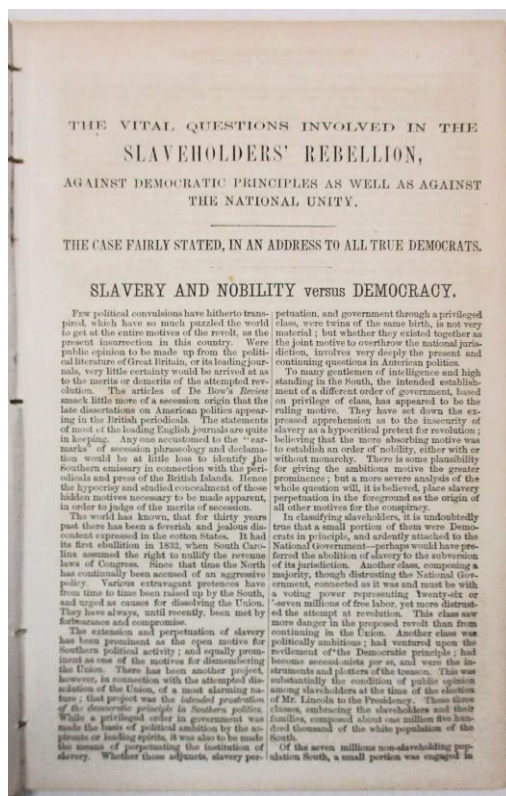 THE VITAL QUESTIONS INVOLVED IN THE
SLAVEHOLDERS' REBELLION,
AGAINST DEMOCRATIC PRINCIPLES AS WELL AS AGAINST
THE NATIONAL UNITY.
THE CASE FAIRLY STATED, IN AN ADDRESS TO ALL TRUE DEMOCRATS.
SLAVERY AND NOBILITY versus DEMOCRACY.
FEW political convulsions have hitherto trans-
pired, which have so much puzzled the world
to get at the entire motives of the revolt, as the
present insurrection in this country. Were
public opinion to be made up from the politi-
cal literature of Great Britain, or its leading jour-
nals, very little certainty would be arrived at as
to the merits or demerits of the attempted rev-
olution. The articles of De Bow's Review
smack little more of a secession origin that the
late dissertations on American politics appear-
ing in the British periodicals. The statements
of most of the leading English journals are quite
in keeping. Any one accustomed to the "ear-
marks" of secession phraseology and declama-
tion would be at little loss to identify the
Southern emissary in connection with the peri-
odicals and press of the British Islands. Hence
the hypocrisy and studied concealment of those
hidden motives necessary to be made apparent,
in order to judge of the merits of secession.
The world has known, that for thirty years
past there has been a feverish and jealous dis-
content expressed in the cotton States. It had
its first ebullition in 1832, when South Caro-
lina assumed the right to nullify the revenue
laws of Congress. Since that time the North
has continually been accused of an aggressive
policy. Various extravagant pretences have
from time to time been raised up by the South,
and urged as causes for dissolving the Union.
They have always, until recently, been met by
forbearance and compromise.
The extension and perpetuation of slavery
has been prominent as the open motive for
Southern political activity; and equally prom-
inent as one of the motives for dismembering
the Union. There has been another project,
however, in connection with the attempted dis-
solution of the Union, of a most alarming na-
ture; that project was the intended prostration
of the democratic principle in Southern politics.
While a privileged order in government was
made the basis of political ambition by the as-
pirants or leading spirits, it was also to be made
the means of perpetuating the institution of
slavery. Whether these adjuncts, slavery per-
petuation, and government through a privileged
class, were twins of the same birth, is not very
material; but whether they existed together as
the joint motive to overthrow the national juris-
diction, involves very deeply the present and
continuing questions in American politics.
To many gentlemen of intelligence and high
standing in the South, the intended establish-
ment of a different order of government, based
on privilege of class, has appeared to be the
ruling motive. They have set down the ex-
pressed apprehension as to the insecurity of
slavery as a hypocritical pretext for revolution;
believing that the more absorbing motive was
to establish an order of nobility, either with or
without monarchy. There is some plausibility
for giving the ambitious motive the greater
prominence; but a more severe analysis of the
whole question will, it is believed, place slavery
perpetuation in the foreground as the origin of
all other motives for the conspiracy.
In classifying slaveholders, it is undoubtedly
true that a small portion of them were Demo-
crats in principle, and ardently attached to the
National Government—perhaps would have pre-
ferred the abolition of slavery to the subversion
of its jurisdiction. Another class, composing a
majority, though distrusting the National Gov-
ernment, connected as it was and must be with
a voting power representing twenty-six or
-seven millions of free labor, yet more distrust-
ed the attempt at revolution. This class saw
more danger in the proposed revolt than from
continuing in the Union. Another class was
politically ambitious; had ventured upon the
revilement of the Democratic principle; had
become secessionists per se, and were the in-
struments and plotters of the treason. This was
substantially the condition of public opinion
among slaveholders at the time of the election
of Mr. Lincoln to the Presidency. These three
classes, embracing the slaveholders and their
families, composed about one million five hun-
dred thousand of the white population of the
South.
Of the seven millions non-slaveholding pop-
ulation South, a small portion was engaged in